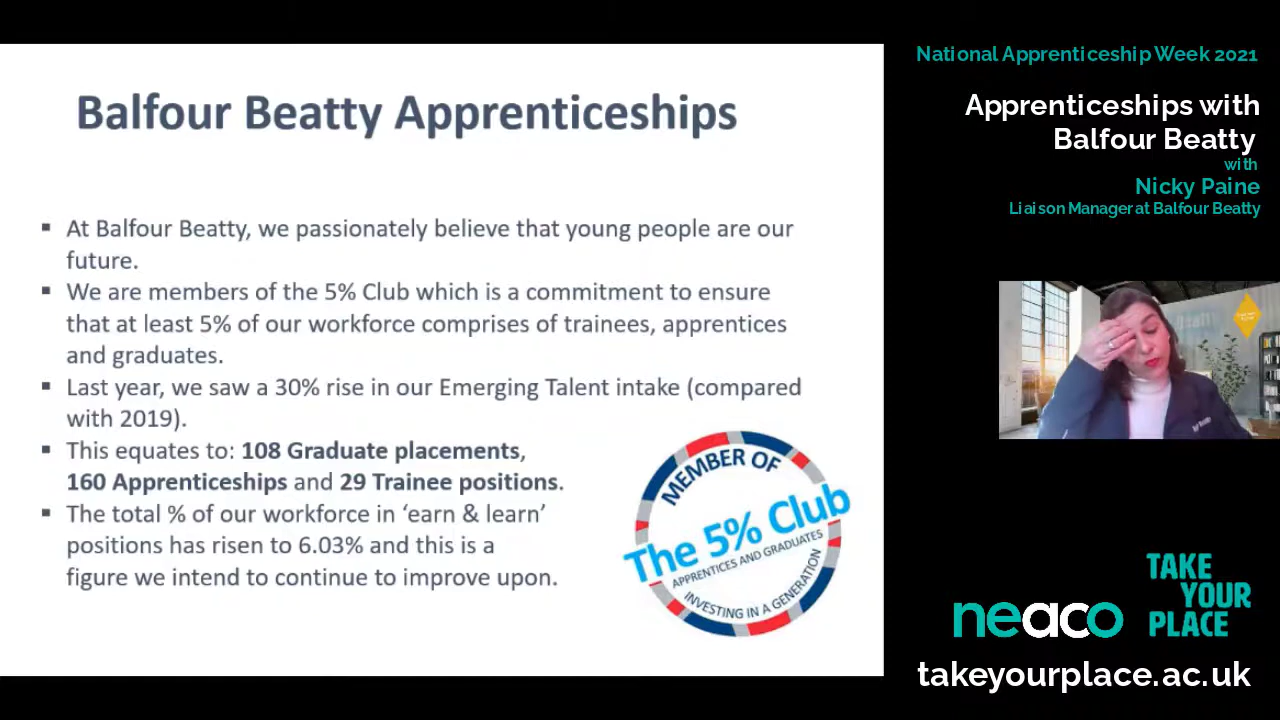 Balfour Beatty Apprenticeships
▪ At Balfour Beatty, we passionately believe that young people are our
future.
▪ We are members of the 5% Club which is a commitment to ensure
that at least 5% of our workforce comprises of trainees, apprentices
and graduates.
▪ Last year, we saw a 30% rise in our Emerging Talent intake (compared
with 2019).
▪ This equates to: 108 Graduate placements,
160 Apprenticeships and 29 Trainee positions.
▪ The total % of our workforce in ‘earn & learn’
positions has risen to 6.03% and this is a
figure we intend to continue to improve upon.
MEMBER OF
The 5% Club
APPRENTICES AND GRADUATES
INVESTING IN A GENERATION
National Apprenticeship Week 2021
Apprenticeships with
Balfour Beatty
with
Nicky Paine
Liaison Manager at Balfour Beatty
neaco
TAKE
YOUR
PLACE
takeyourplace.ac.uk